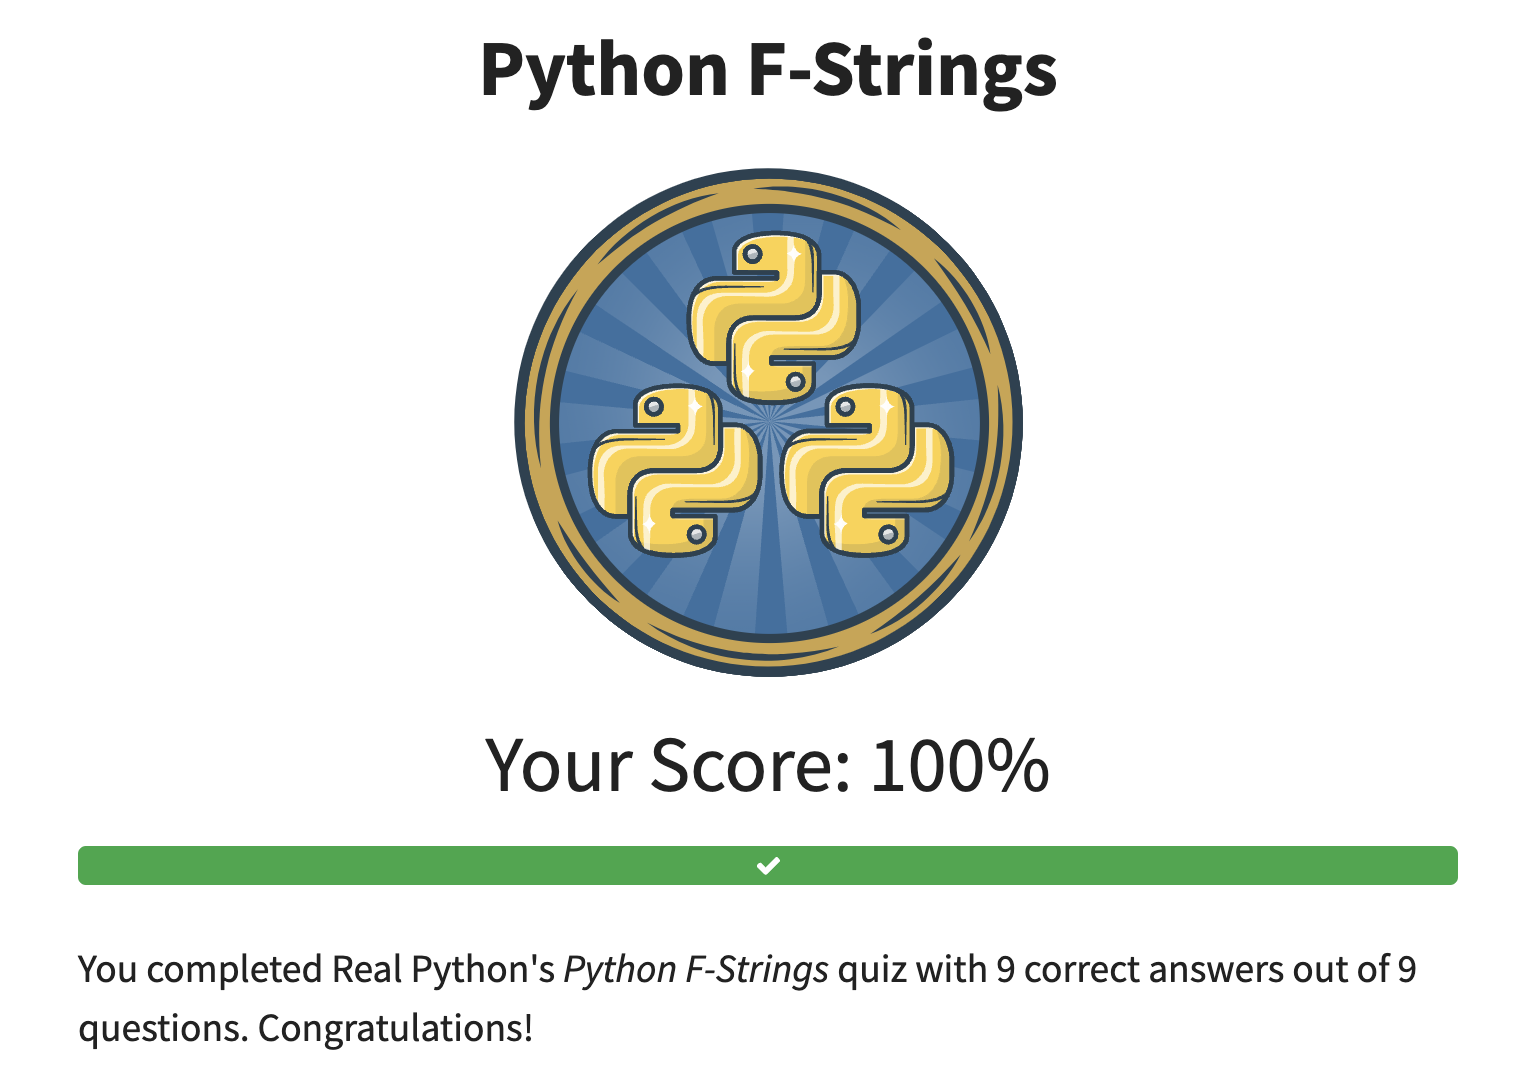 Python F-Strings
Your Score: 100%
You completed Real Python's Python F-Strings quiz with 9 correct answers out of 9
questions. Congratulations!